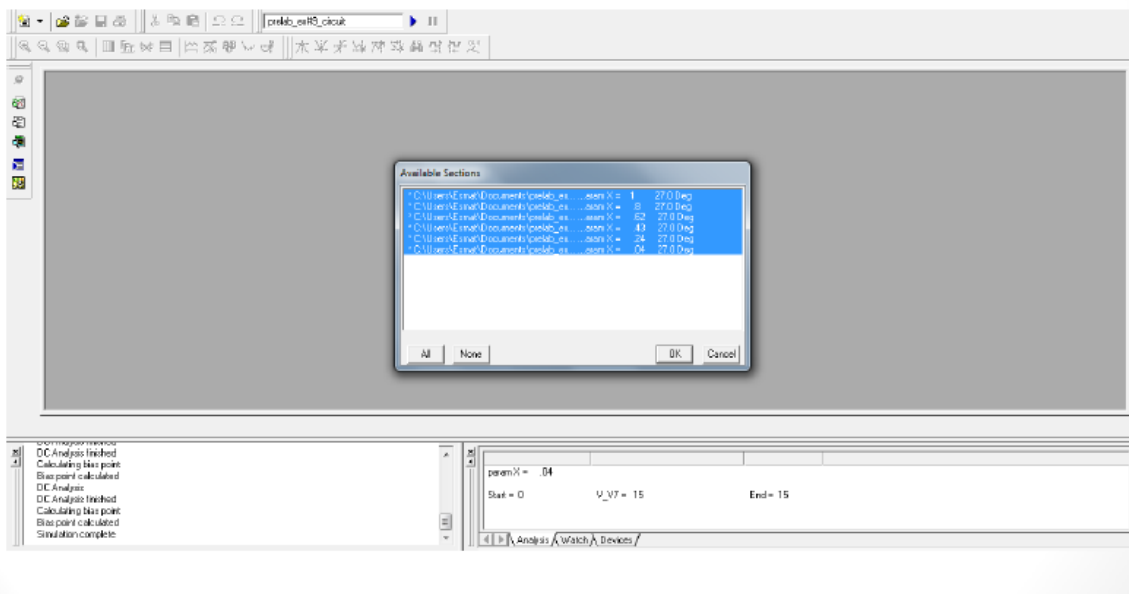 prelab_ex#9_circuit
Available Sections
* C:\Users\Esmat\Documents\prelab_ex......aram X = 1 27.0 Deg
* C:\Users\Esmat\Documents\prelab_ex......aram X = .8 27.0 Deg
* C:\Users\Esmat\Documents\prelab_ex......aram X = .62 27.0 Deg
* C:\Users\Esmat\Documents\prelab_ex......aram X = .43 27.0 Deg
* C:\Users\Esmat\Documents\prelab_ex......aram X = .24 27.0 Deg
* C:\Users\Esmat\Documents\prelab_ex......aram X = .04 27.0 Deg
All None OK Cancel
DC Analysis finished
DC Analysis finished
Calculating bias point
Bias point calculated
DC Analysis
DC Analysis finished
Calculating bias point
Bias point calculated
Simulation complete
param X = .04
Start = 0 V_V7 = 15 End = 15
Analysis Watch Devices